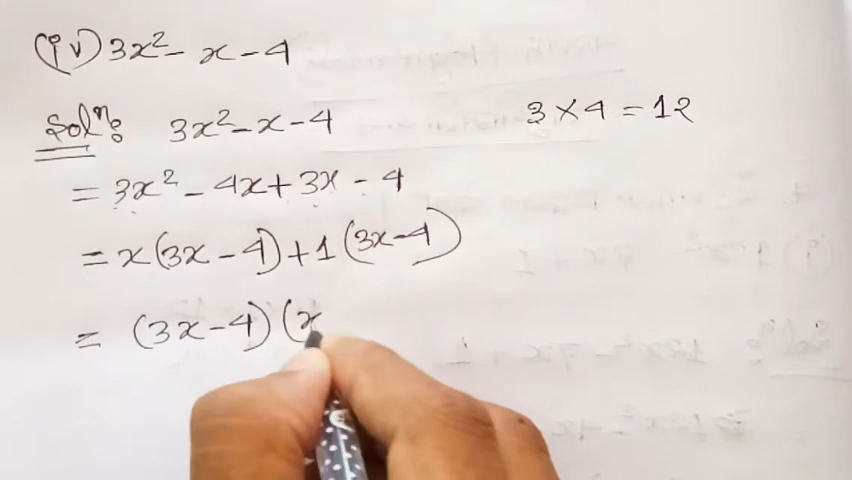 (iv) 3x² - x - 4
Solⁿ: 3x² - x - 4
3 × 4 = 12
= 3x² - 4x + 3x - 4
= x(3x - 4) + 1(3x - 4)
= (3x - 4)(x